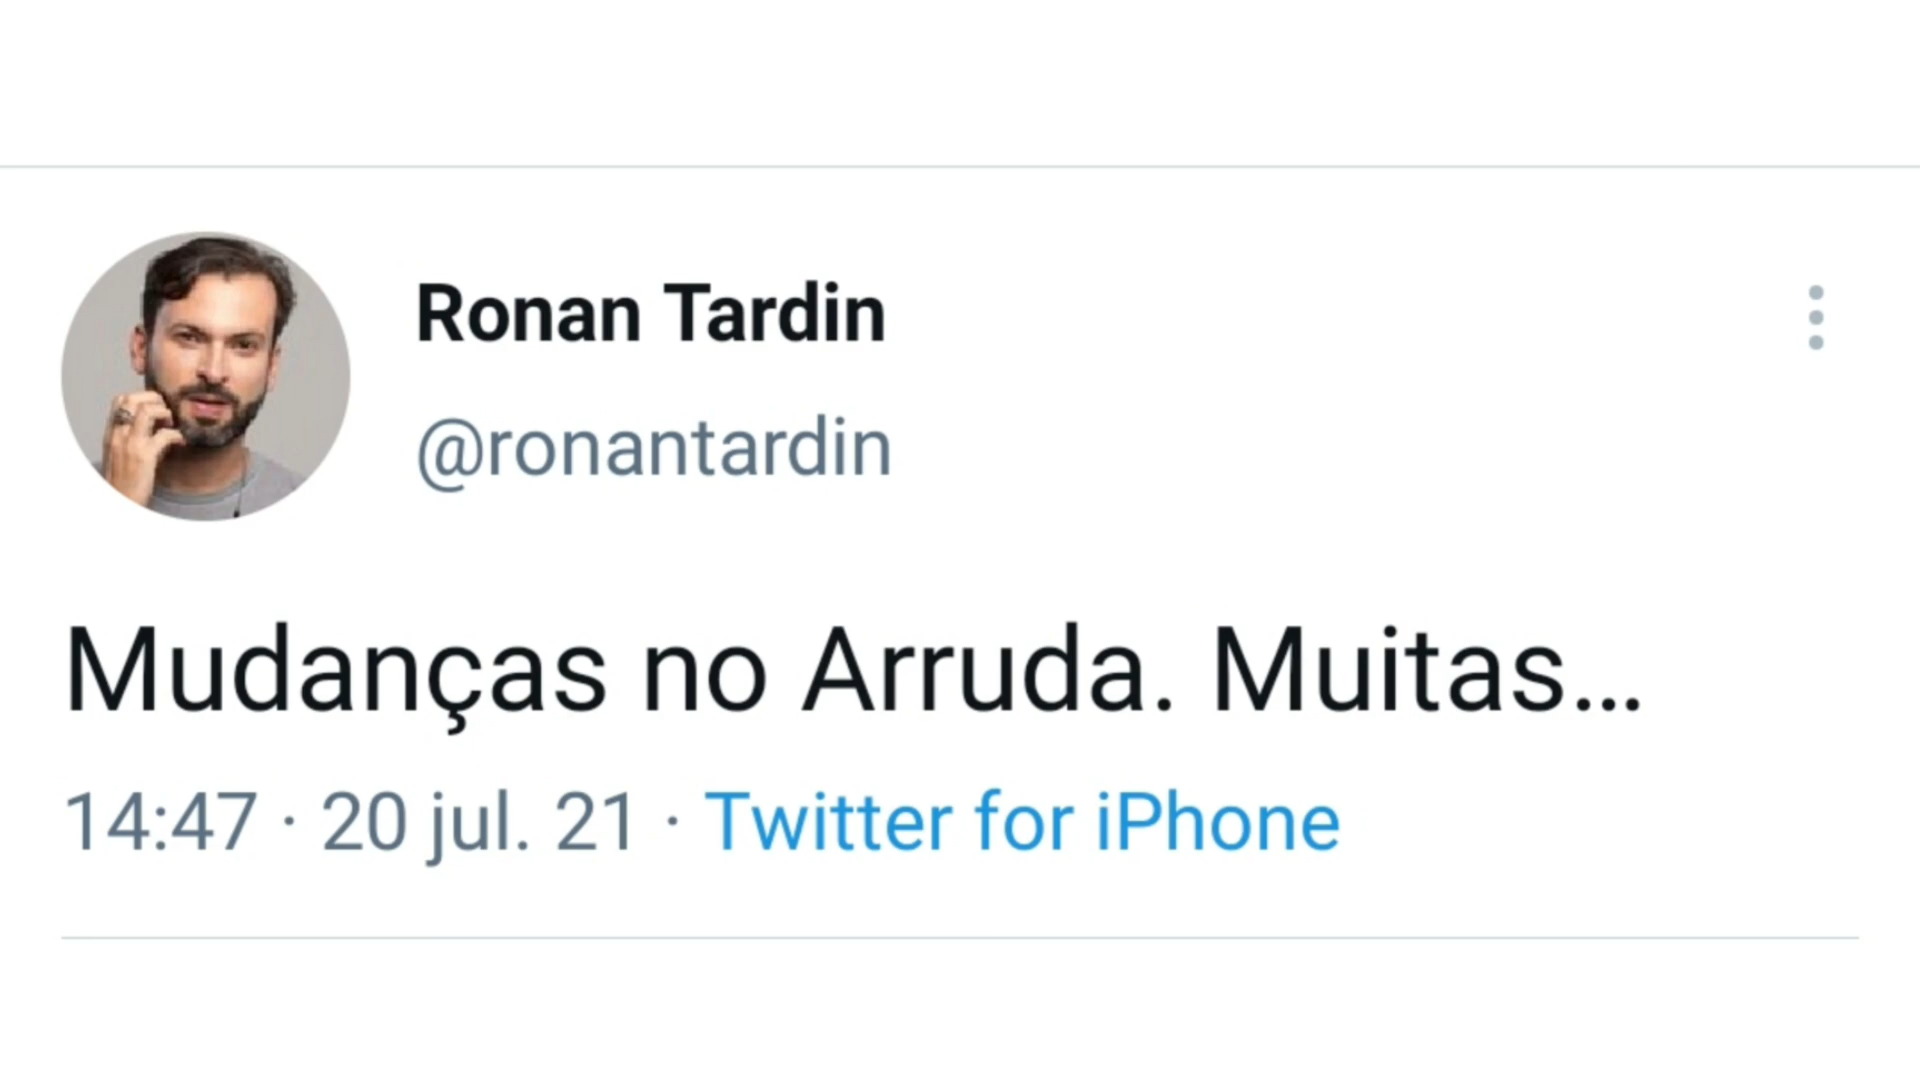 Ronan Tardin
@ronantardin
Mudanças no Arruda. Muitas...
14:47 · 20 jul. 21 · Twitter for iPhone